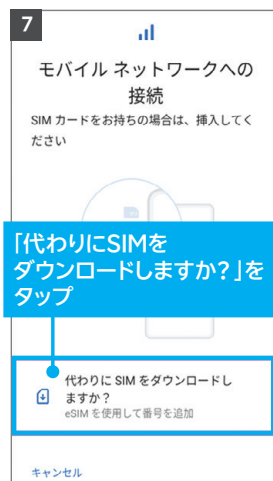 7
モバイル ネットワークへの
接続
SIM カードをお持ちの場合は、挿入してく
ださい
「代わりにSIMを
ダウンロードしますか？」を
タップ
代わりに SIM をダウンロードし
ますか？
eSIM を使用して番号を追加
キャンセル